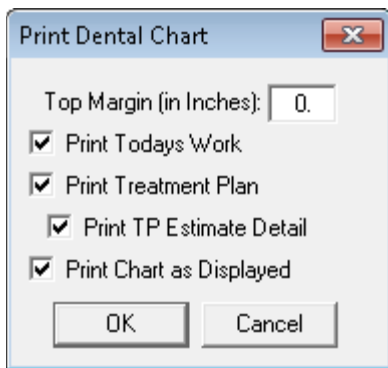 Print Dental Chart
Top Margin (in Inches): 0.
Print Todays Work
Print Treatment Plan
Print TP Estimate Detail
Print Chart as Displayed
OK Cancel